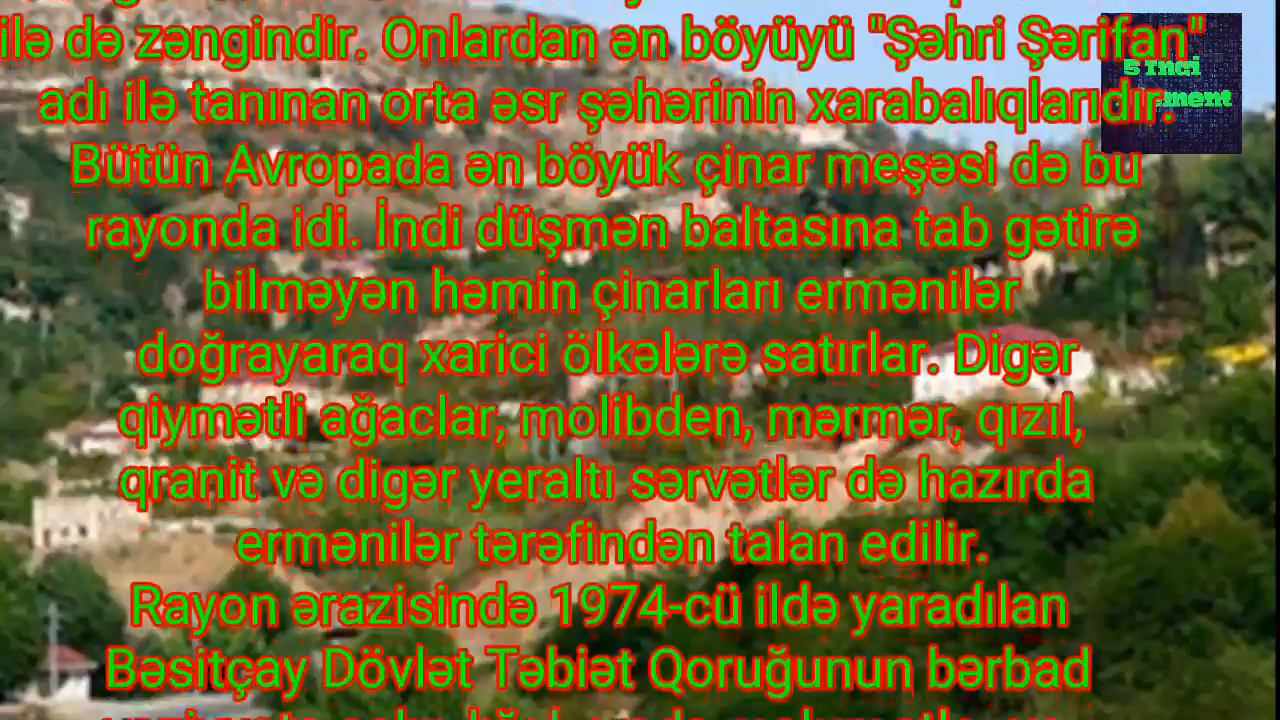 ilə də zəngindir. Onlardan ən böyüyü "Şəhri Şərifan"
adı ilə tanınan orta əsr şəhərinin xarabalıqlarıdır.
Bütün Avropada ən böyük çinar meşəsi də bu
rayonda idi. İndi düşmən baltasına tab gətirə
bilməyən həmin çinarları ermənilər
doğrayaraq xarici ölkələrə satırlar. Digər
qiymətli ağaclar, molibden, mərmər, qızıl,
qranit və digər yeraltı sərvətlər də hazırda
ermənilər tərəfindən talan edilir.
Rayon ərazisində 1974-cü ildə yaradılan
Bəsitçay Dövlət Təbiət Qoruğunun bərbad
5 Inci